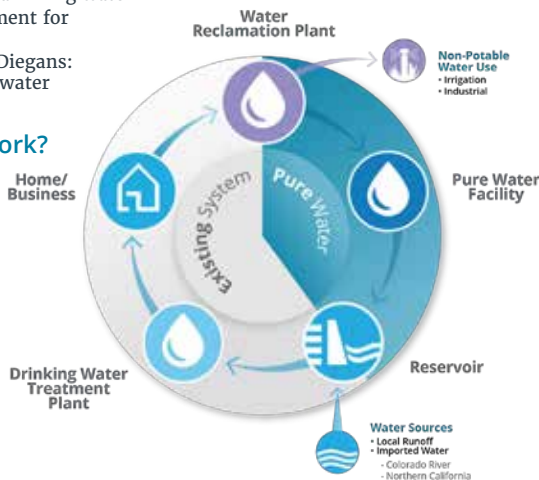 ment for
Diegans:
water
ork?
Water
Reclamation Plant
Non-Potable
Water Use
• Irrigation
• Industrial
Home/
Business
Existing System
Pure Water
Pure Water
Facility
Drinking Water
Treatment
Plant
Reservoir
Water Sources
• Local Runoff
• Imported Water
- Colorado River
- Northern California